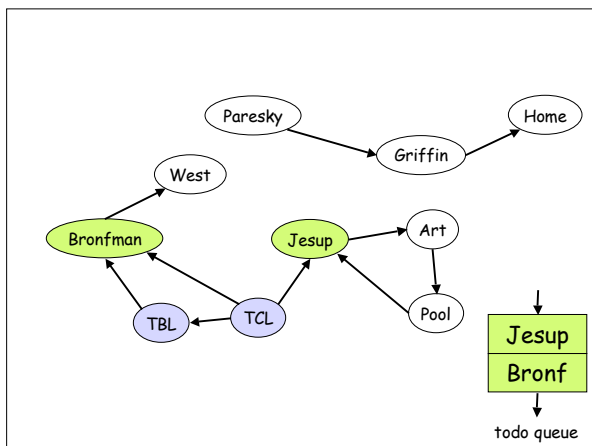 Paresky
Home
Griffin
West
Bronfman
Jesup
Art
TBL
TCL
Pool
Jesup
Bronf
todo queue